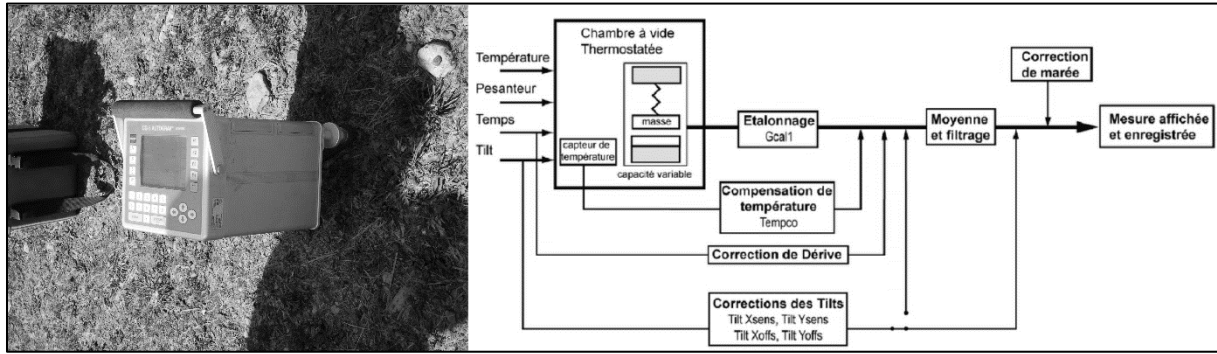 Chambre à vide
Thermostatée
Température
Pesanteur
Temps
Tilt
masse
capteur de
température
capacité variable
Etalonnage
Gcal1
Compensation de
température
Tempco
Correction de Dérive
Corrections des Tilts
Tilt Xsens, Tilt Ysens
Tilt Xoffs, Tilt Yoffs
Moyenne
et filtrage
Correction
de marée
Mesure affichée
et enregistrée